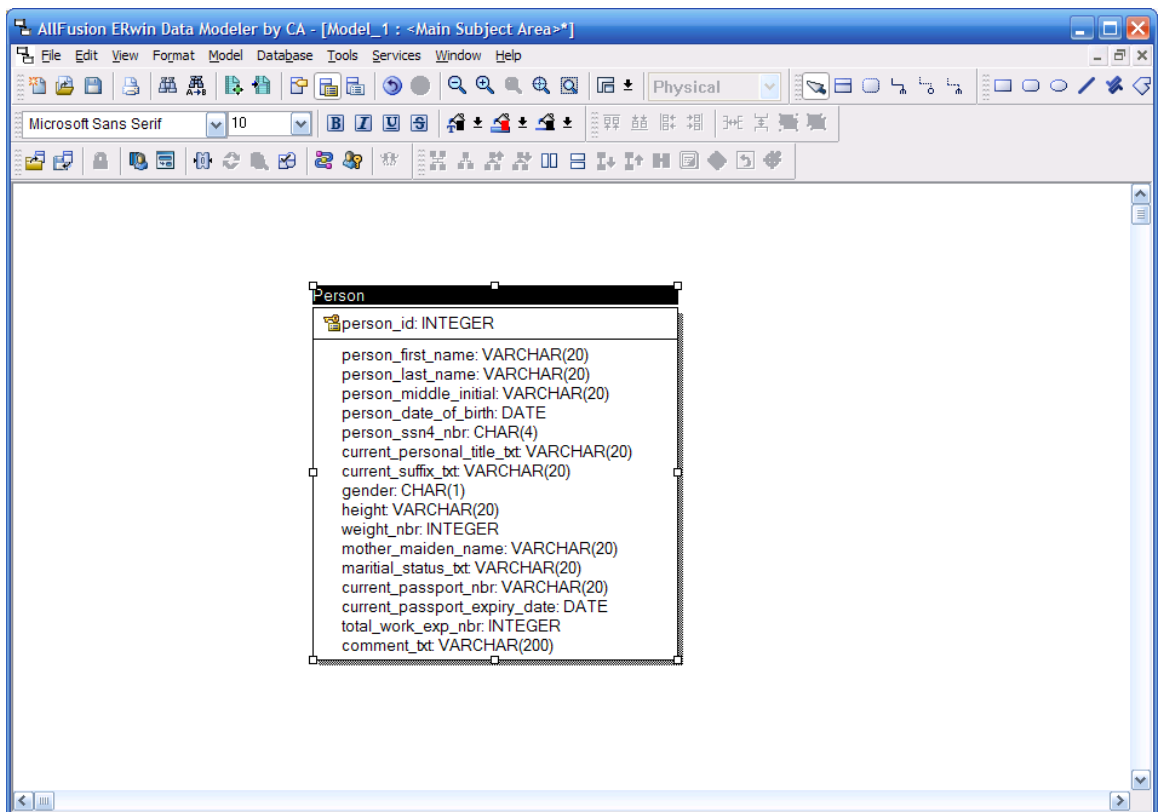 AllFusion ERwin Data Modeler by CA - [Model_1 : <Main Subject Area>*]
File Edit View Format Model Database Tools Services Window Help
Physical
Microsoft Sans Serif 10 B I U S
Person
person_id: INTEGER
person_first_name: VARCHAR(20)
person_last_name: VARCHAR(20)
person_middle_initial: VARCHAR(20)
person_date_of_birth: DATE
person_ssn4_nbr: CHAR(4)
current_personal_title_txt: VARCHAR(20)
current_suffix_txt: VARCHAR(20)
gender: CHAR(1)
height: VARCHAR(20)
weight_nbr: INTEGER
mother_maiden_name: VARCHAR(20)
maritial_status_txt: VARCHAR(20)
current_passport_nbr: VARCHAR(20)
current_passport_expiry_date: DATE
total_work_exp_nbr: INTEGER
comment_txt: VARCHAR(200)